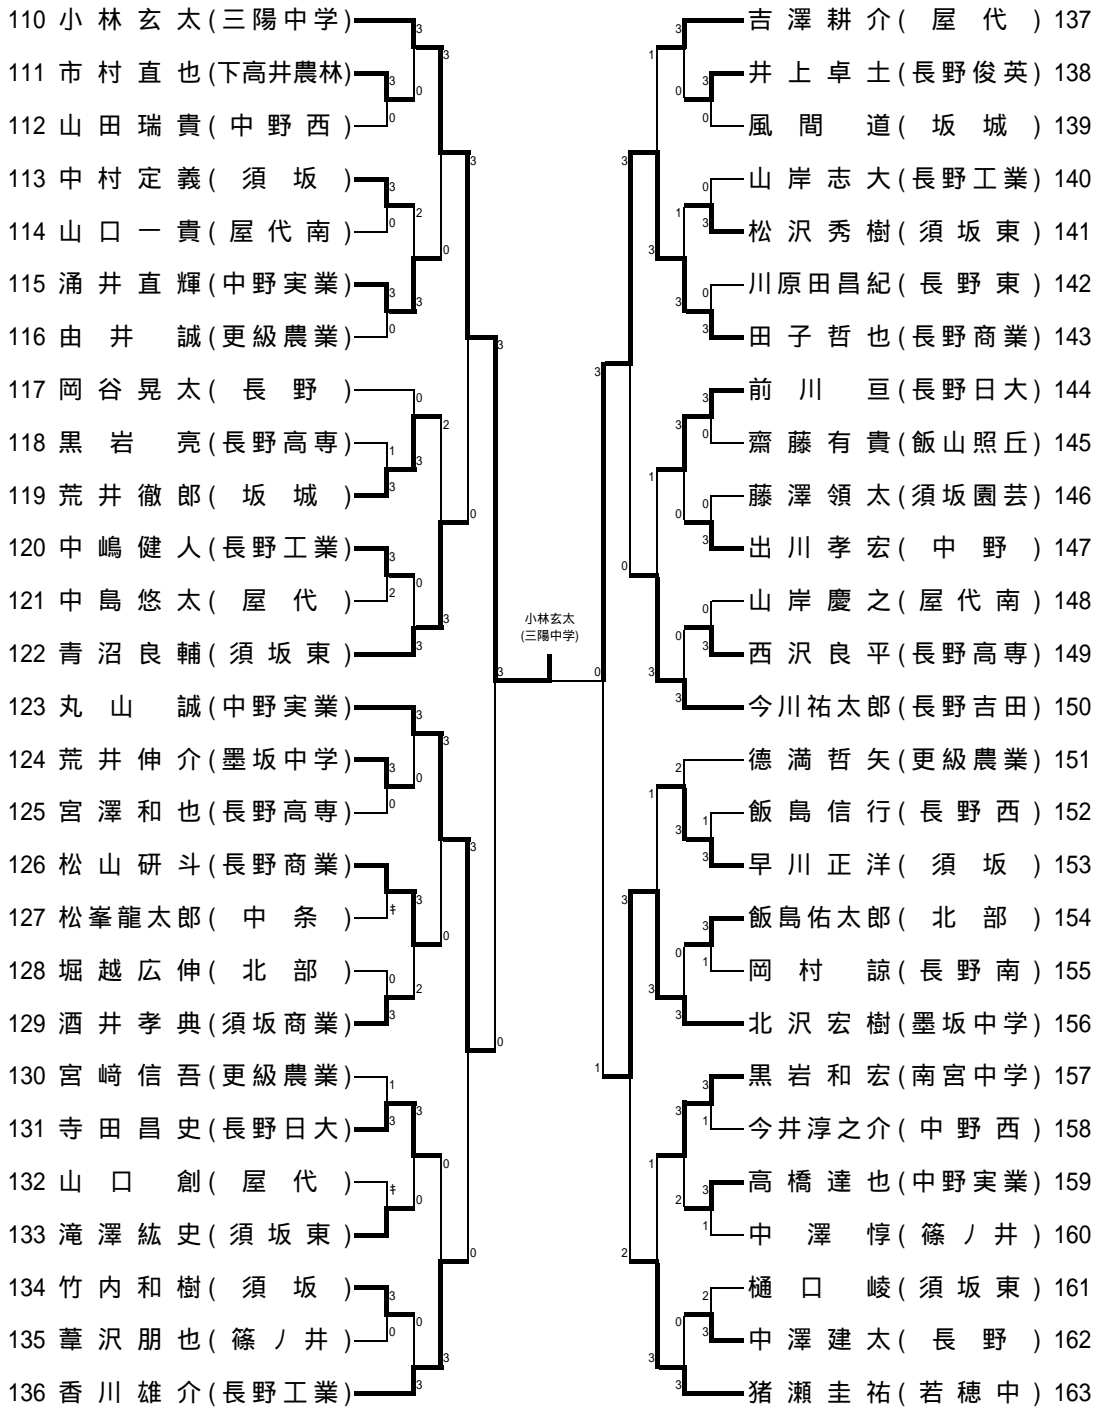 110 小林玄太(三陽中学)
111 市村直也(下高井農林)
112 山田瑞貴(中野西)
113 中村定義(須坂)
114 山口一貴(屋代南)
115 涌井直輝(中野実業)
116 由井誠(更級農業)
117 岡谷晃太(長野)
118 黒岩亮(長野高専)
119 荒井徹郎(坂城)
120 中嶋健人(長野工業)
121 中島悠太(屋代)
122 青沼良輔(須坂東)
123 丸山誠(中野実業)
124 荒井伸介(墨坂中学)
125 宮澤和也(長野高専)
126 松山研斗(長野商業)
127 松峯龍太郎(中条)
128 堀越広伸(北部)
129 酒井孝典(須坂商業)
130 宮﨑信吾(更級農業)
131 寺田昌史(長野日大)
132 山口創(屋代)
133 滝澤紘史(須坂東)
134 竹内和樹(須坂)
135 葦沢朋也(篠ノ井)
136 香川雄介(長野工業)
小林玄太
(三陽中学)
吉澤耕介(屋代) 137
井上卓士(長野俊英) 138
風間道(坂城) 139
山岸志大(長野工業) 140
松沢秀樹(須坂東) 141
川原田昌紀(長野東) 142
田子哲也(長野商業) 143
前川亘(長野日大) 144
齋藤有貴(飯山照丘) 145
藤澤領太(須坂園芸) 146
出川孝宏(中野) 147
山岸慶之(屋代南) 148
西沢良平(長野高専) 149
今川祐太郎(長野吉田) 150
德満哲矢(更級農業) 151
飯島信行(長野西) 152
早川正洋(須坂) 153
飯島佑太郎(北部) 154
岡村諒(長野南) 155
北沢宏樹(墨坂中学) 156
黒岩和宏(南宮中学) 157
今井淳之介(中野西) 158
高橋達也(中野実業) 159
中澤惇(篠ノ井) 160
樋口崚(須坂東) 161
中澤建太(長野) 162
猪瀬圭祐(若穂中) 163